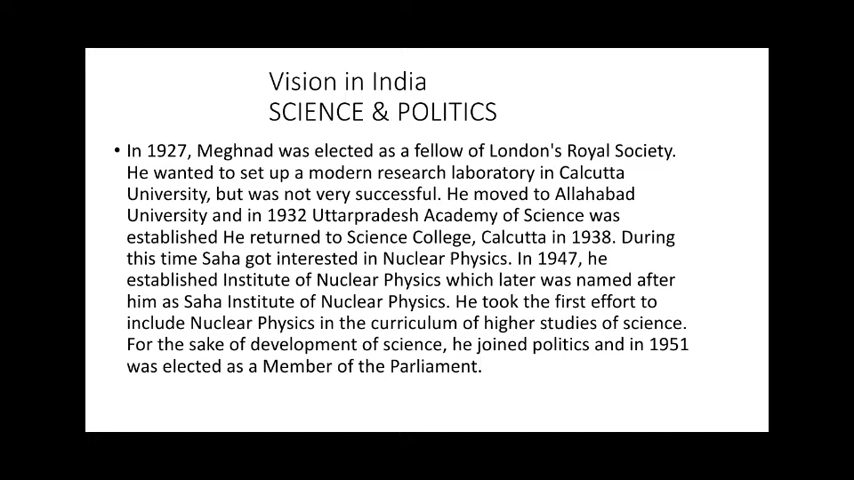 Vision in India
SCIENCE & POLITICS
• In 1927, Meghnad was elected as a fellow of London's Royal Society.
He wanted to set up a modern research laboratory in Calcutta
University, but was not very successful. He moved to Allahabad
University and in 1932 Uttarpradesh Academy of Science was
established He returned to Science College, Calcutta in 1938. During
this time Saha got interested in Nuclear Physics. In 1947, he
established Institute of Nuclear Physics which later was named after
him as Saha Institute of Nuclear Physics. He took the first effort to
include Nuclear Physics in the curriculum of higher studies of science.
For the sake of development of science, he joined politics and in 1951
was elected as a Member of the Parliament.